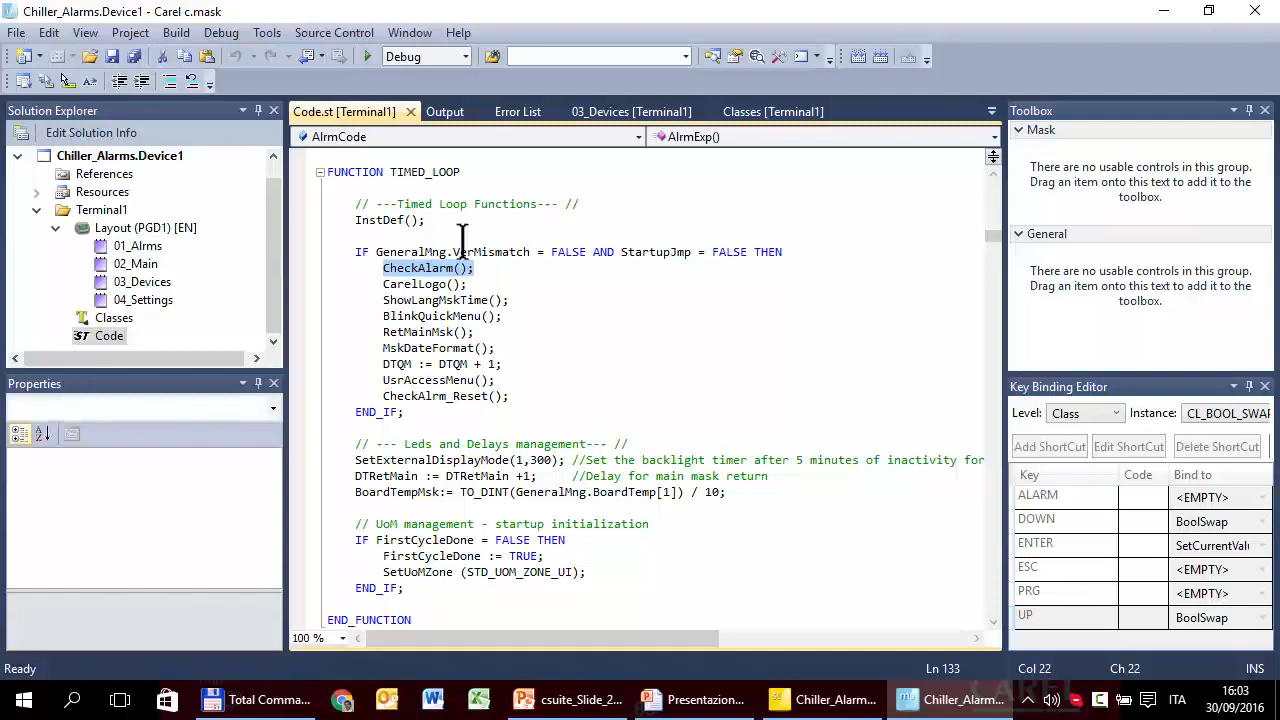 Chiller_Alarms.Device1 - Carel c.mask
File Edit View Project Build Debug Tools Source Control Window Help
Debug
Solution Explorer
Edit Solution Info
Chiller_Alarms.Device1
References
Resources
Terminal1
Layout (PGD1) [EN]
01_Alrms
02_Main
03_Devices
04_Settings
Classes
ST Code
Properties
Code.st [Terminal1] Output Error List 03_Devices [Terminal1] Classes [Terminal1]
AlrmCode AlrmExp()
FUNCTION TIMED_LOOP
// ---Timed Loop Functions--- //
InstDef();
IF GeneralMng.VerMismatch = FALSE AND StartupJmp = FALSE THEN
CheckAlarm();
CarelLogo();
ShowLangMskTime();
BlinkQuickMenu();
RetMainMsk();
MskDateFormat();
DTQM := DTQM + 1;
UsrAccessMenu();
CheckAlrm_Reset();
END_IF;
// --- Leds and Delays management--- //
SetExternalDisplayMode(1,300); //Set the backlight timer after 5 minutes of inactivity for
DTRetMain := DTRetMain +1; //Delay for main mask return
BoardTempMsk:= TO_DINT(GeneralMng.BoardTemp[1]) / 10;
// UoM management - startup initialization
IF FirstCycleDone = FALSE THEN
FirstCycleDone := TRUE;
SetUoMZone (STD_UOM_ZONE_UI);
END_IF;
END_FUNCTION
100 %
Toolbox
Mask
There are no usable controls in this group.
Drag an item onto this text to add it to the
toolbox.
General
There are no usable controls in this group.
Drag an item onto this text to add it to the
toolbox.
Key Binding Editor
Level: Class Instance: CL_BOOL_SWAP
Add ShortCut Edit ShortCut Delete ShortCut
Key Code Bind to
ALARM <EMPTY>
DOWN BoolSwap
ENTER SetCurrentValu
ESC <EMPTY>
PRG <EMPTY>
UP BoolSwap
Ready Ln 133 Col 22 Ch 22 INS
Total Comma... csuite_Slide_2... Presentazion... Chiller_Alarm... Chiller_Alarm... ITA
16:03
30/09/2016
CAREL